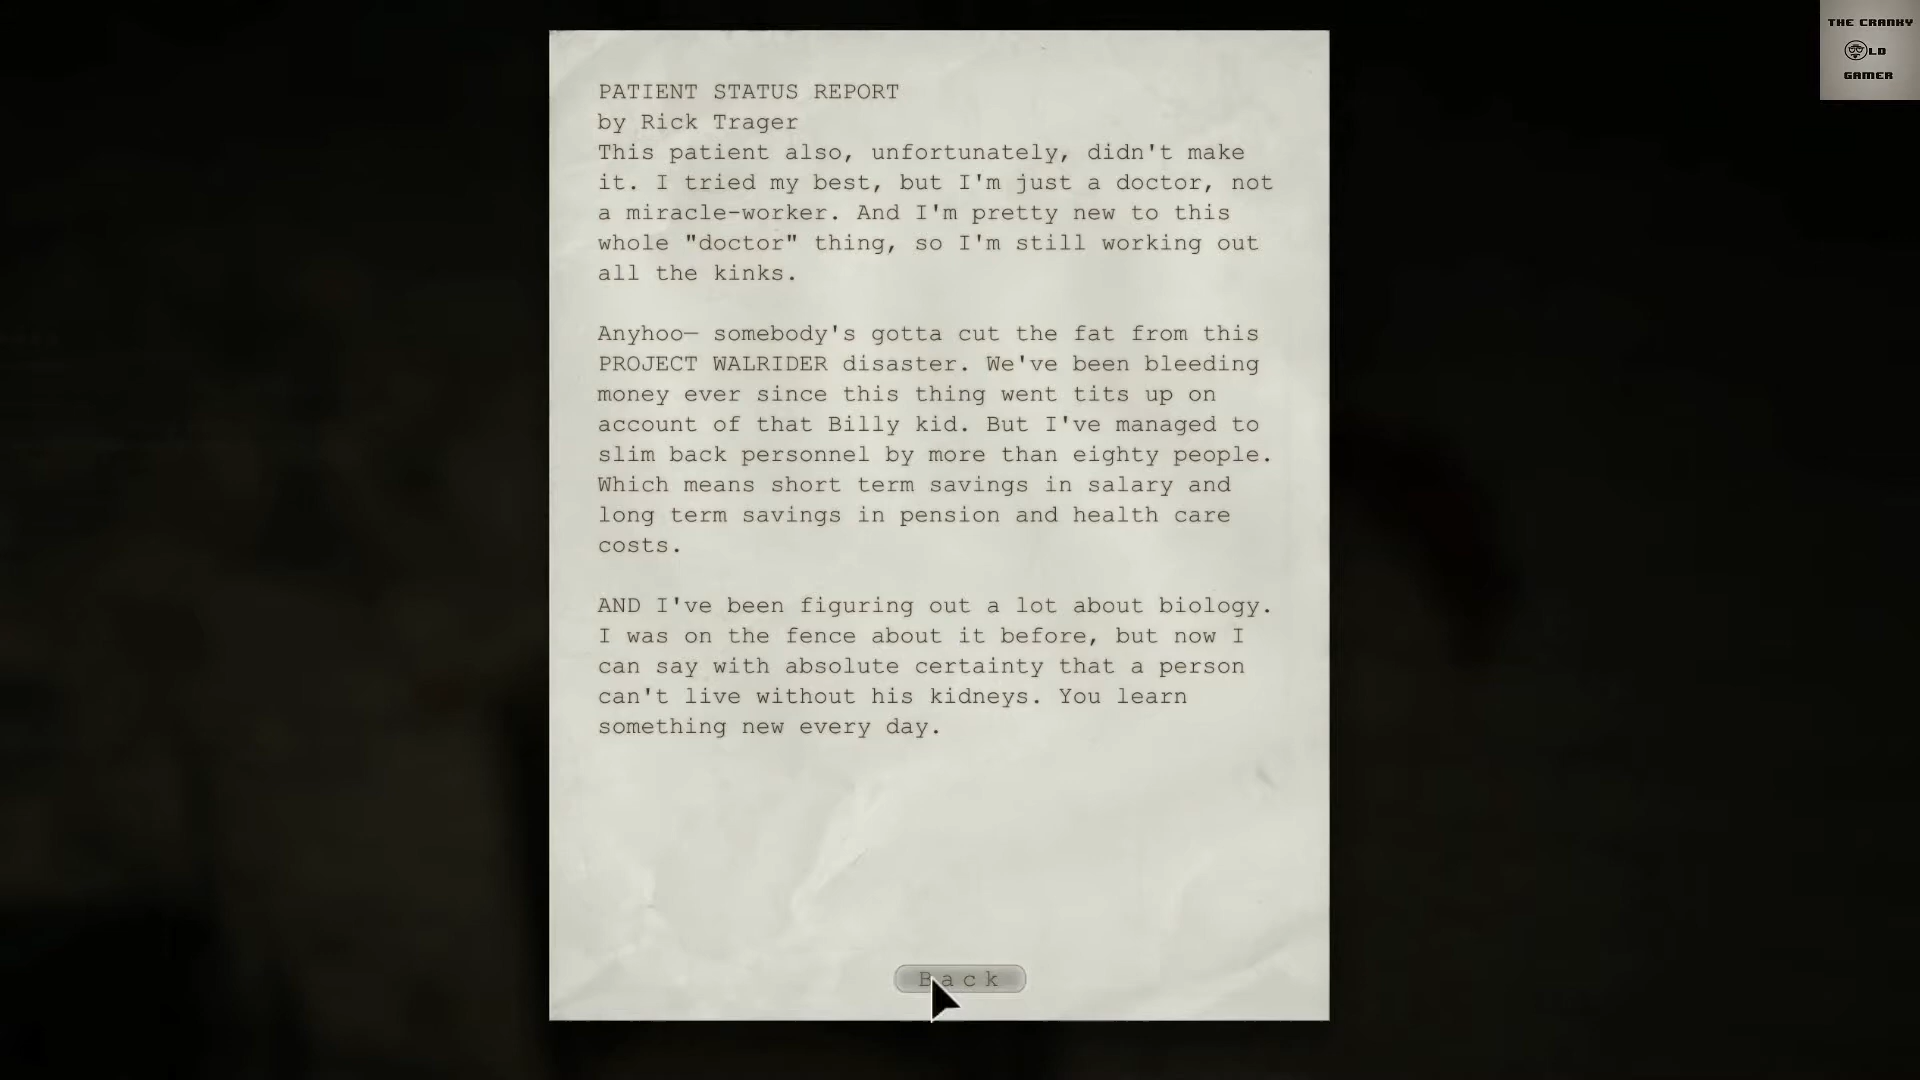 THE CRANKY
OLD
GAMER
PATIENT STATUS REPORT
by Rick Trager
This patient also, unfortunately, didn't make
it. I tried my best, but I'm just a doctor, not
a miracle-worker. And I'm pretty new to this
whole "doctor" thing, so I'm still working out
all the kinks.
Anyhoo— somebody's gotta cut the fat from this
PROJECT WALRIDER disaster. We've been bleeding
money ever since this thing went tits up on
account of that Billy kid. But I've managed to
slim back personnel by more than eighty people.
Which means short term savings in salary and
long term savings in pension and health care
costs.
AND I've been figuring out a lot about biology.
I was on the fence about it before, but now I
can say with absolute certainty that a person
can't live without his kidneys. You learn
something new every day.
Back